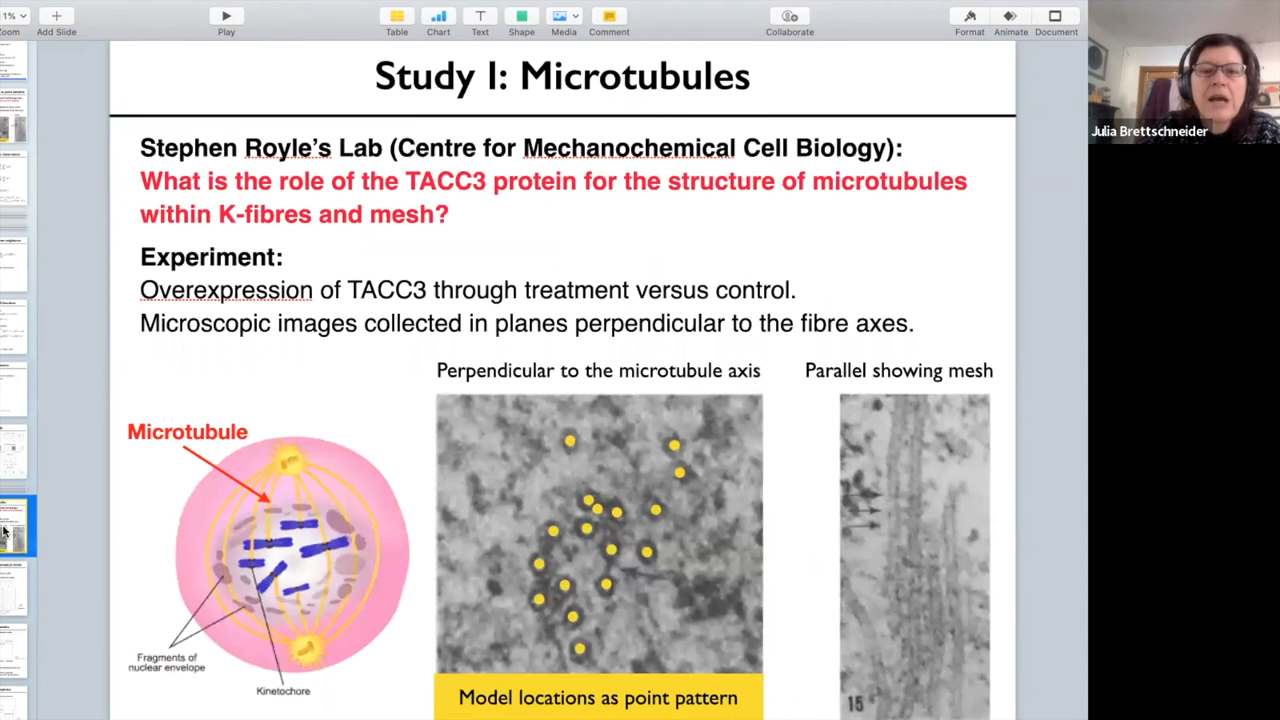 1%
Zoom
Add Slide
Play
Table
Chart
Text
Shape
Media
Comment
Collaborate
Format
Animate
Document
Julia Brettschneider
Study I: Microtubules
Stephen Royle's Lab (Centre for Mechanochemical Cell Biology):
What is the role of the TACC3 protein for the structure of microtubules
within K-fibres and mesh?
Experiment:
Overexpression of TACC3 through treatment versus control.
Microscopic images collected in planes perpendicular to the fibre axes.
Perpendicular to the microtubule axis
Parallel showing mesh
Microtubule
Fragments of
nuclear envelope
Kinetochore
Model locations as point pattern
15